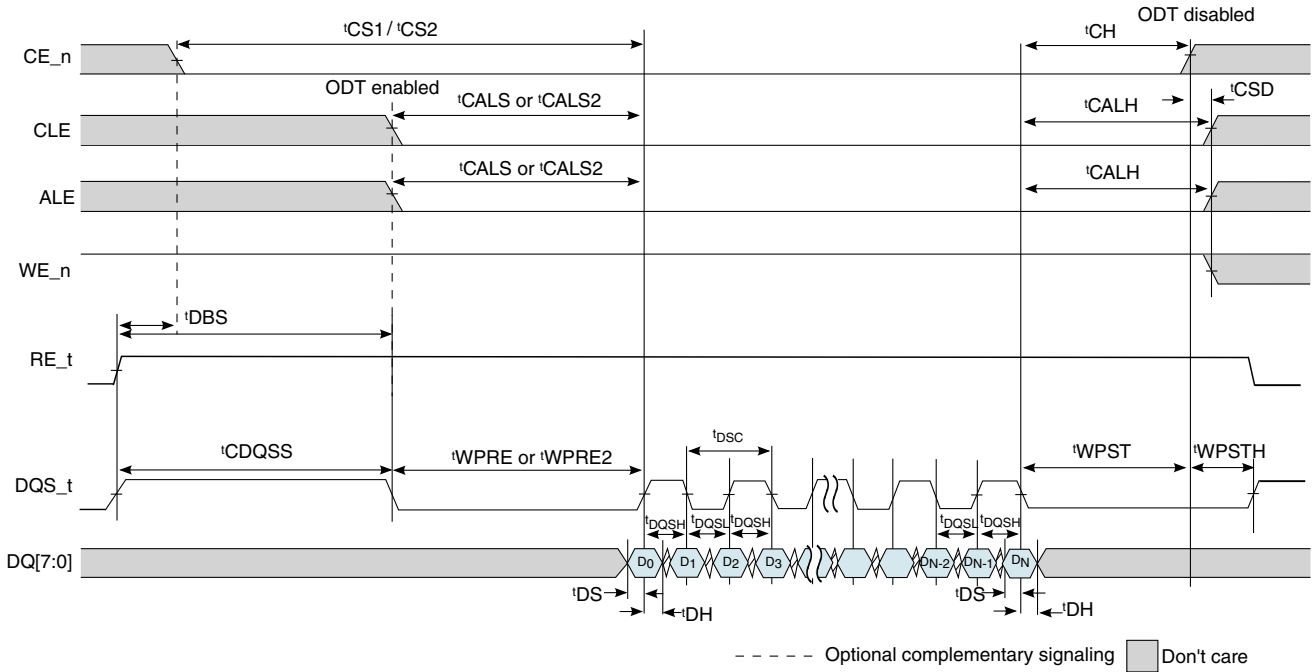 ODT disabled
CE_n
tCS1 / tCS2
tCH
ODT enabled
tCSD
CLE
tCALS or tCALS2
tCALH
ALE
tCALS or tCALS2
tCALH
WE_n
tDBS
RE_t
tCDQSS
tWPRE or tWPRE2
tDSC
tWPST
tWPSTH
DQS_t
tDQSH
tDQSL
tDQSH
tDQSL
tDQSH
DQ[7:0]
D0
D1
D2
D3
DN-2
DN-1
DN
tDS
tDH
tDS
tDH
Optional complementary signaling
Don't care